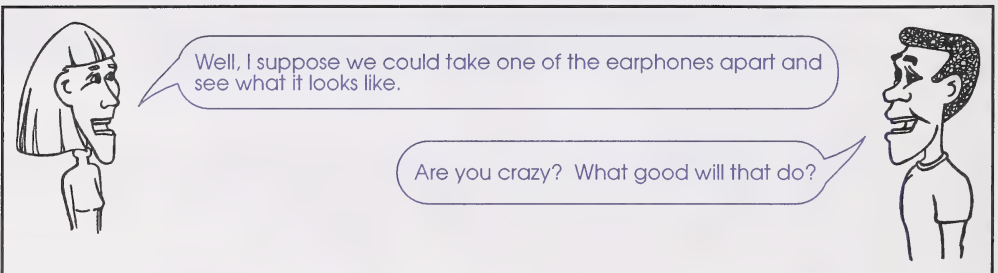 Well, I suppose we could take one of the earphones apart and
see what it looks like.
Are you crazy? What good will that do?